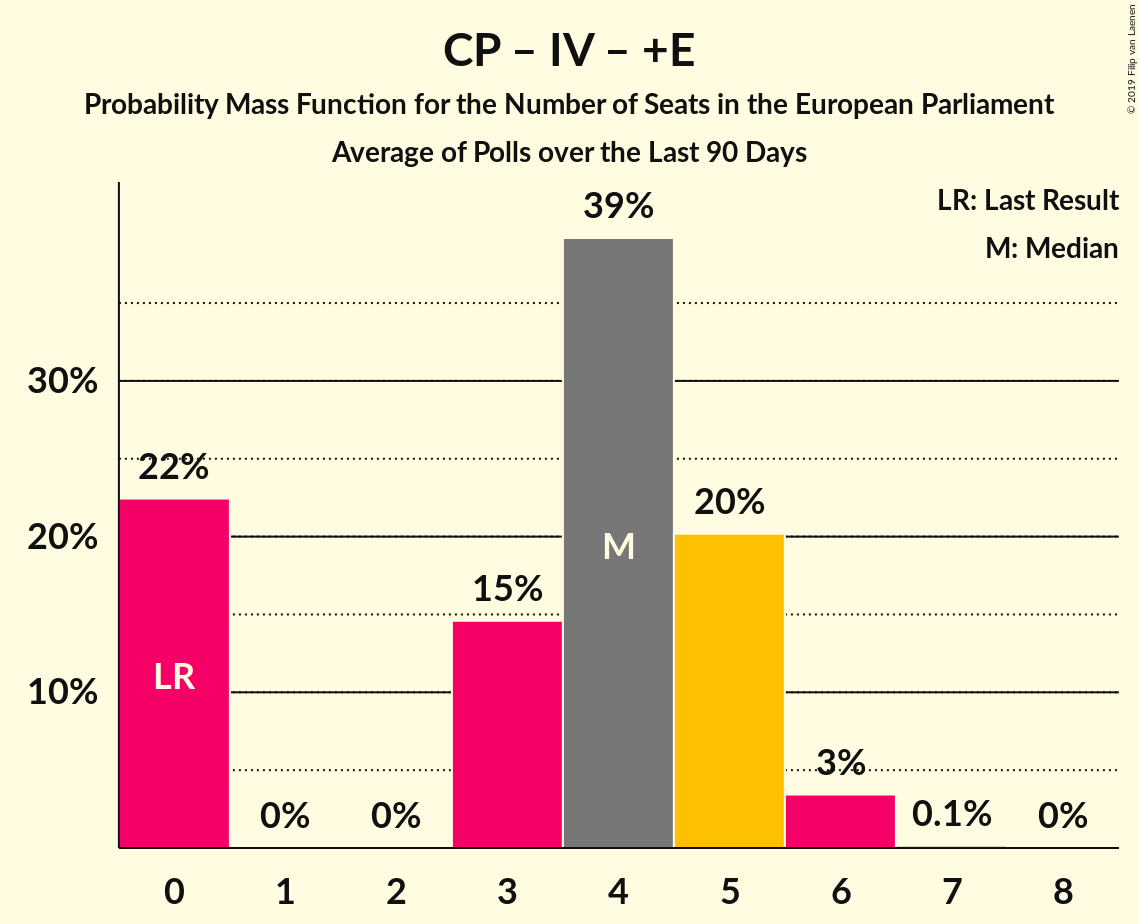 CP – IV – +E
Probability Mass Function for the Number of Seats in the European Parliament
Average of Polls over the Last 90 Days
© 2019 Filip van Laenen
LR: Last Result
M: Median
39%
30%
22%
20%
20%
M
15%
LR
10%
3%
0%
0%
0.1%
0%
0 1 2 3 4 5 6 7 8